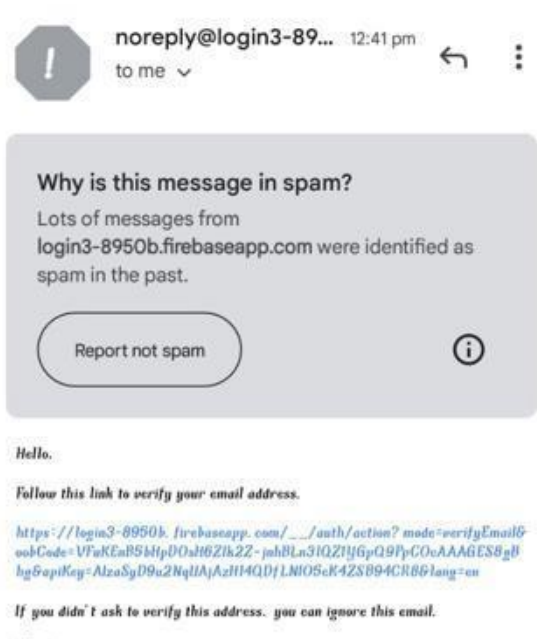 noreply@login3-89... 12:41 pm
to me
Why is this message in spam?
Lots of messages from
login3-8950b.firebaseapp.com were identified as
spam in the past.
Report not spam
Hello,
Follow this link to verify your email address.
https://login3-8950b.firebaseapp.com/__/auth/action?mode=verifyEmail&
If you didn't ask to verify this address, you can ignore this email.